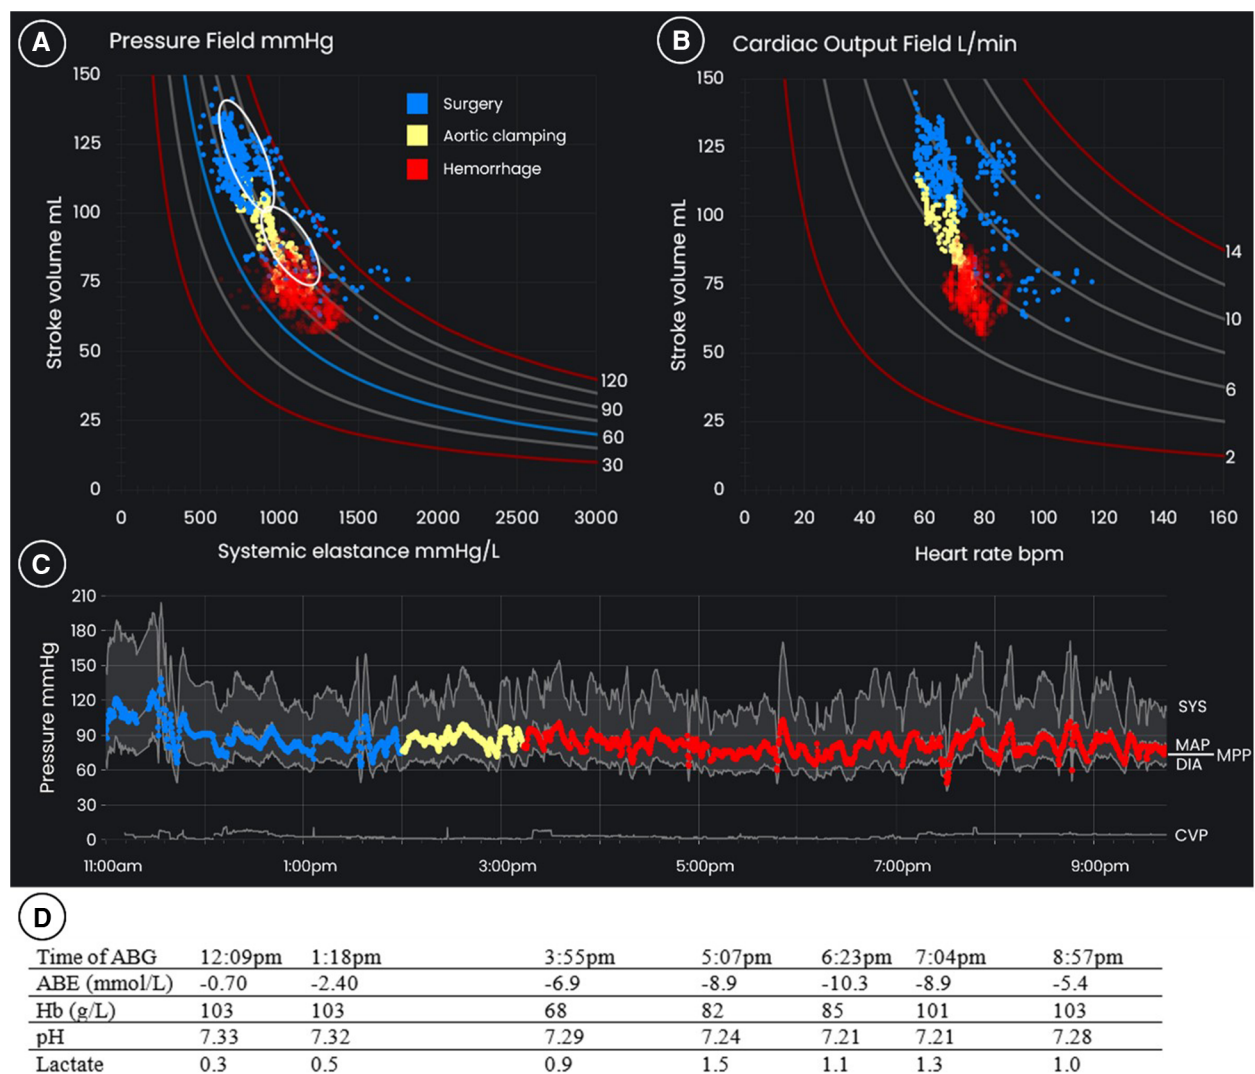 A
Pressure Field mmHg
150
125
100
75
50
25
0
Stroke volume mL
Surgery
Aortic clamping
Hemorrhage
120
90
60
30
0 500 1000 1500 2000 2500 3000
Systemic elastance mmHg/L
B
Cardiac Output Field L/min
150
125
100
75
50
25
0
Stroke volume mL
14
10
6
2
0 20 40 60 80 100 120 140 160
Heart rate bpm
C
210
180
150
120
90
60
30
0
Pressure mmHg
SYS
MAP
MPP
DIA
CVP
11:00am 1:00pm 3:00pm 5:00pm 7:00pm 9:00pm
D
Time of ABG 12:09pm 1:18pm 3:55pm 5:07pm 6:23pm 7:04pm 8:57pm
ABE (mmol/L) -0.70 -2.40 -6.9 -8.9 -10.3 -8.9 -5.4
Hb (g/L) 103 103 68 82 85 101 103
pH 7.33 7.32 7.29 7.24 7.21 7.21 7.28
Lactate 0.3 0.5 0.9 1.5 1.1 1.3 1.0